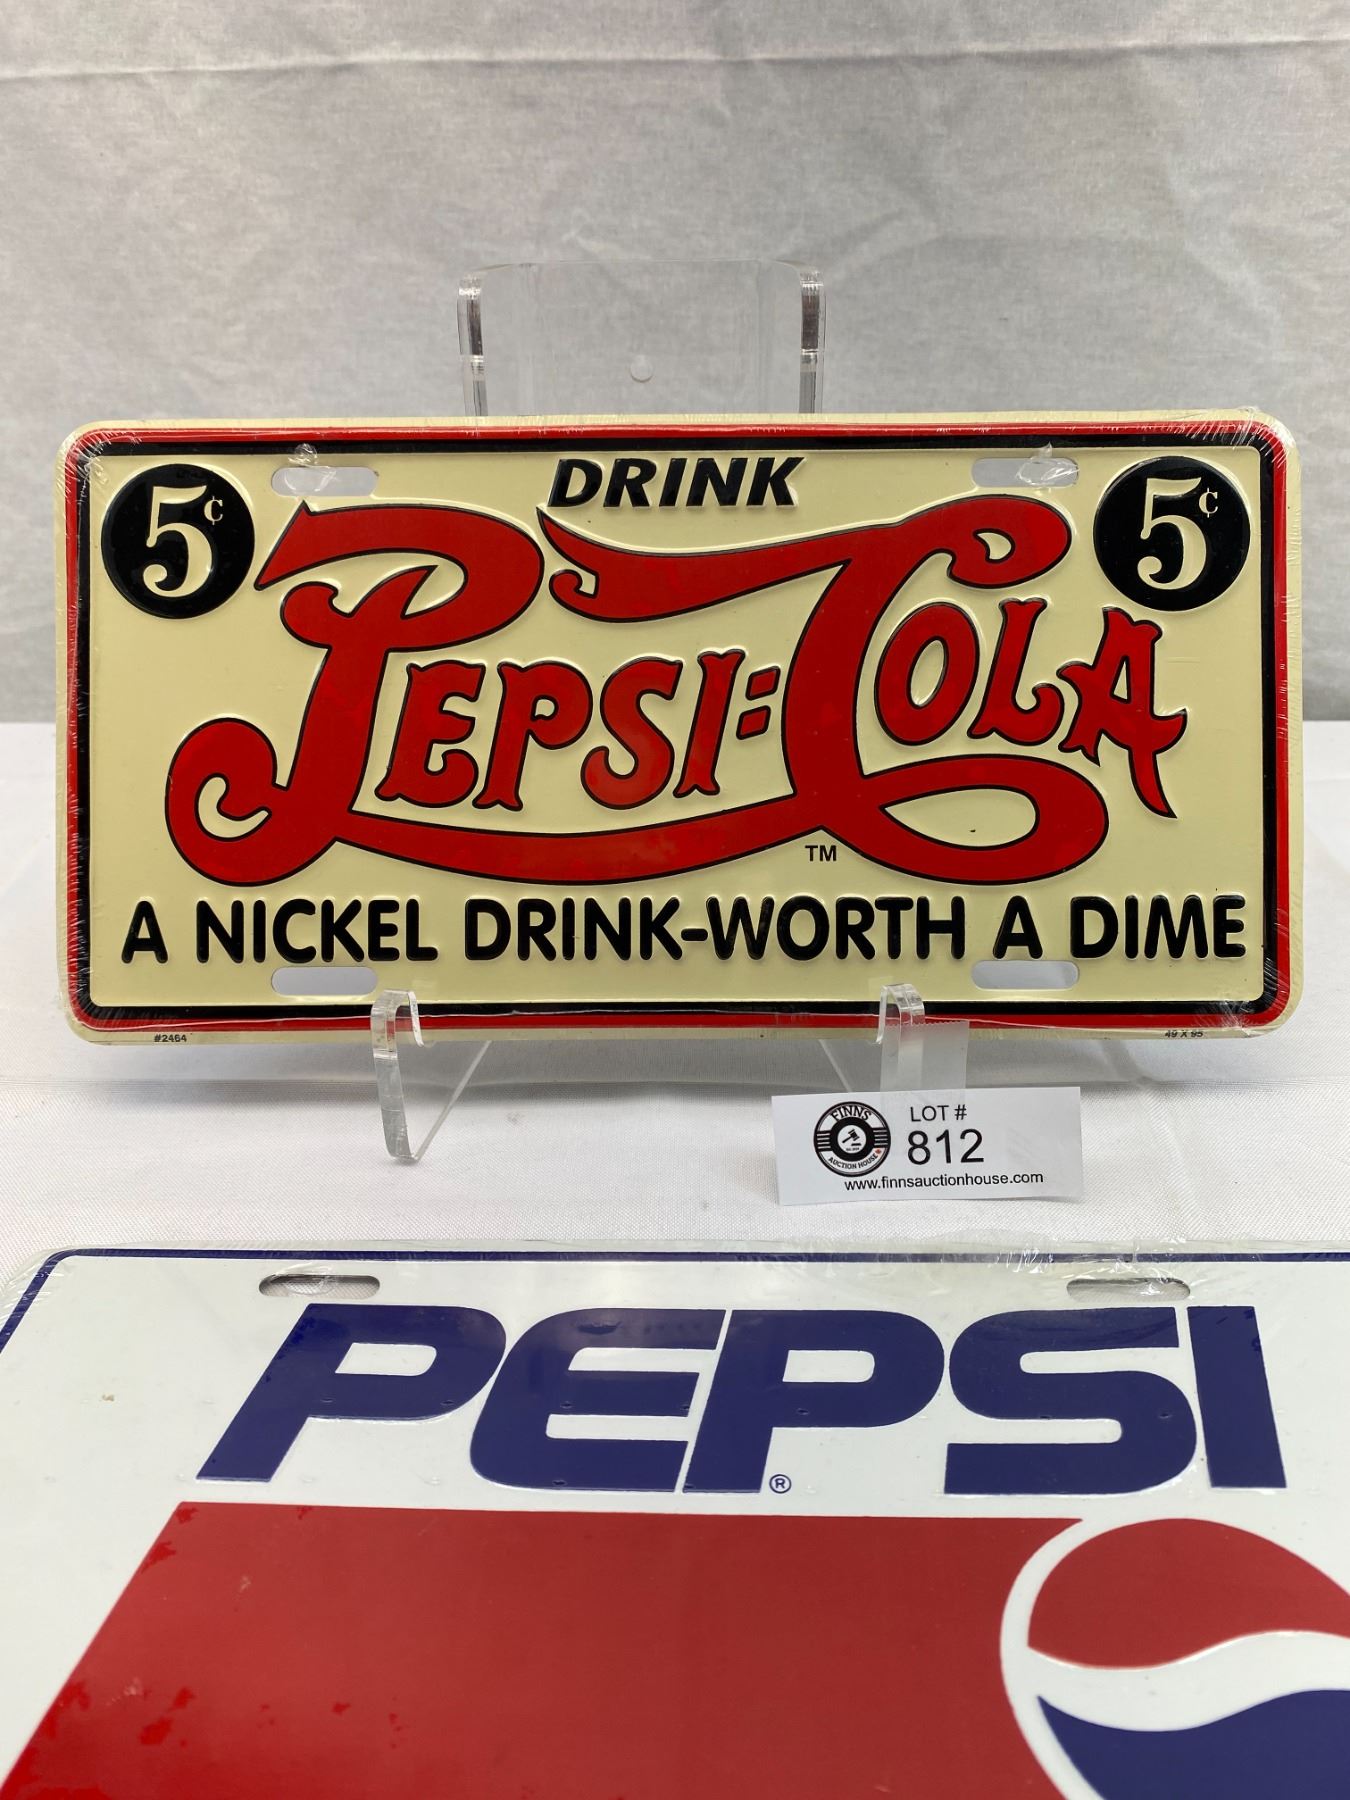 DRINK
5¢ 5¢
PEPSI=COLA
TM
A NICKEL DRINK-WORTH A DIME
#2464 49 X 95
FINNS
AUCTION HOUSE
LOT #
812
www.finnsauctionhouse.com
PEPSI
®